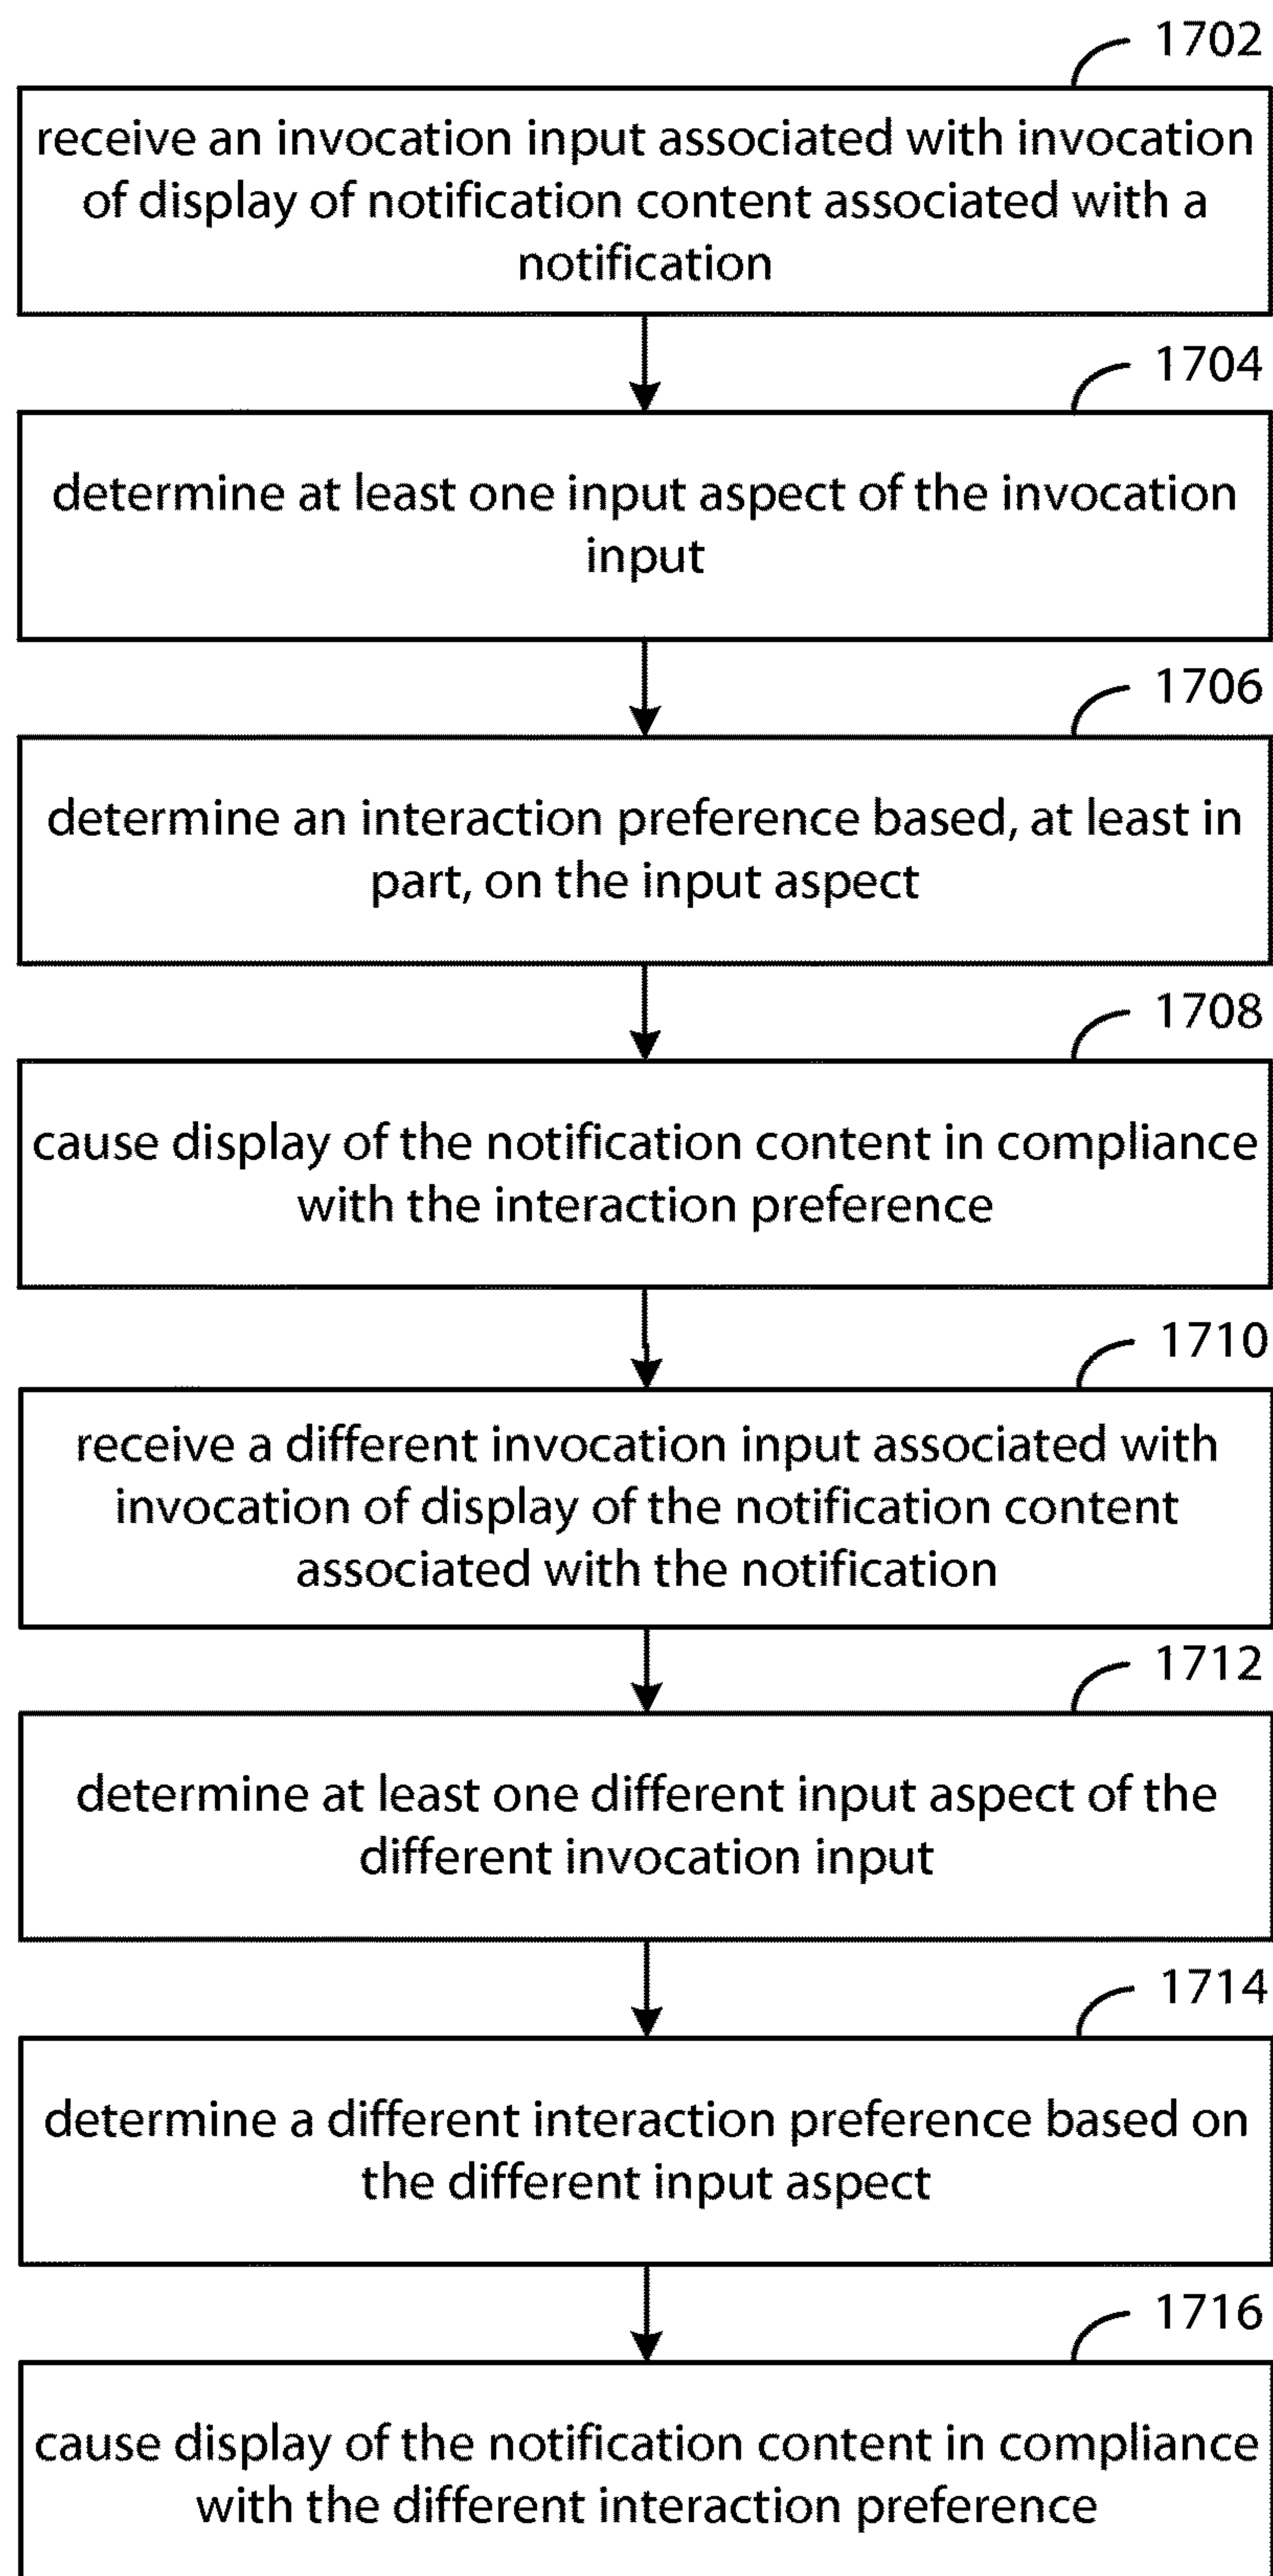 1702
receive an invocation input associated with invocation
of display of notification content associated with a
notification
1704
determine at least one input aspect of the invocation
input
1706
determine an interaction preference based, at least in
part, on the input aspect
1708
cause display of the notification content in compliance
with the interaction preference
1710
receive a different invocation input associated with
invocation of display of the notification content
associated with the notification
1712
determine at least one different input aspect of the
different invocation input
1714
determine a different interaction preference based on
the different input aspect
1716
cause display of the notification content in compliance
with the different interaction preference